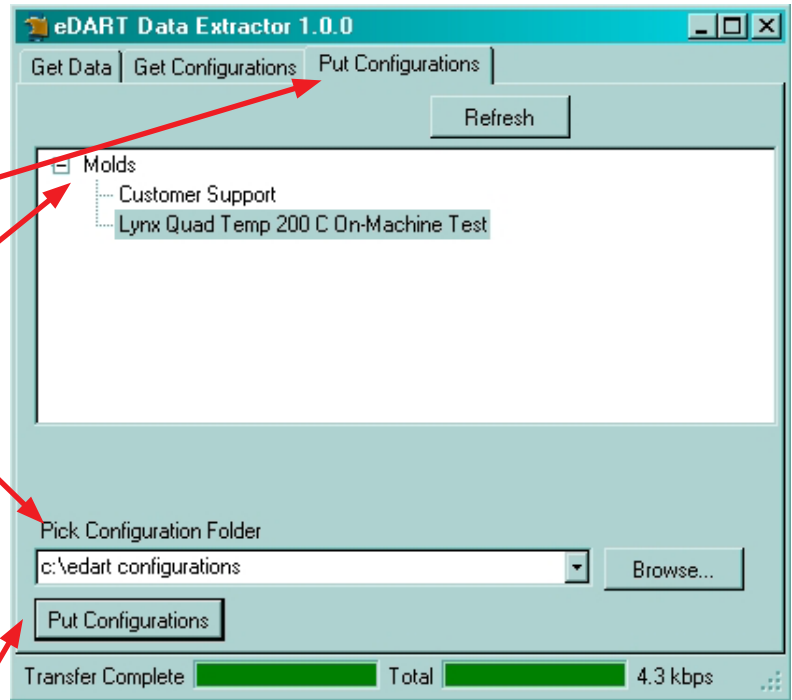 eDART Data Extractor 1.0.0
Get Data Get Configurations Put Configurations
Refresh
Molds
Customer Support
Lynx Quad Temp 200 C On-Machine Test
Pick Configuration Folder
c:\edart configurations
Browse...
Put Configurations
Transfer Complete Total 4.3 kbps